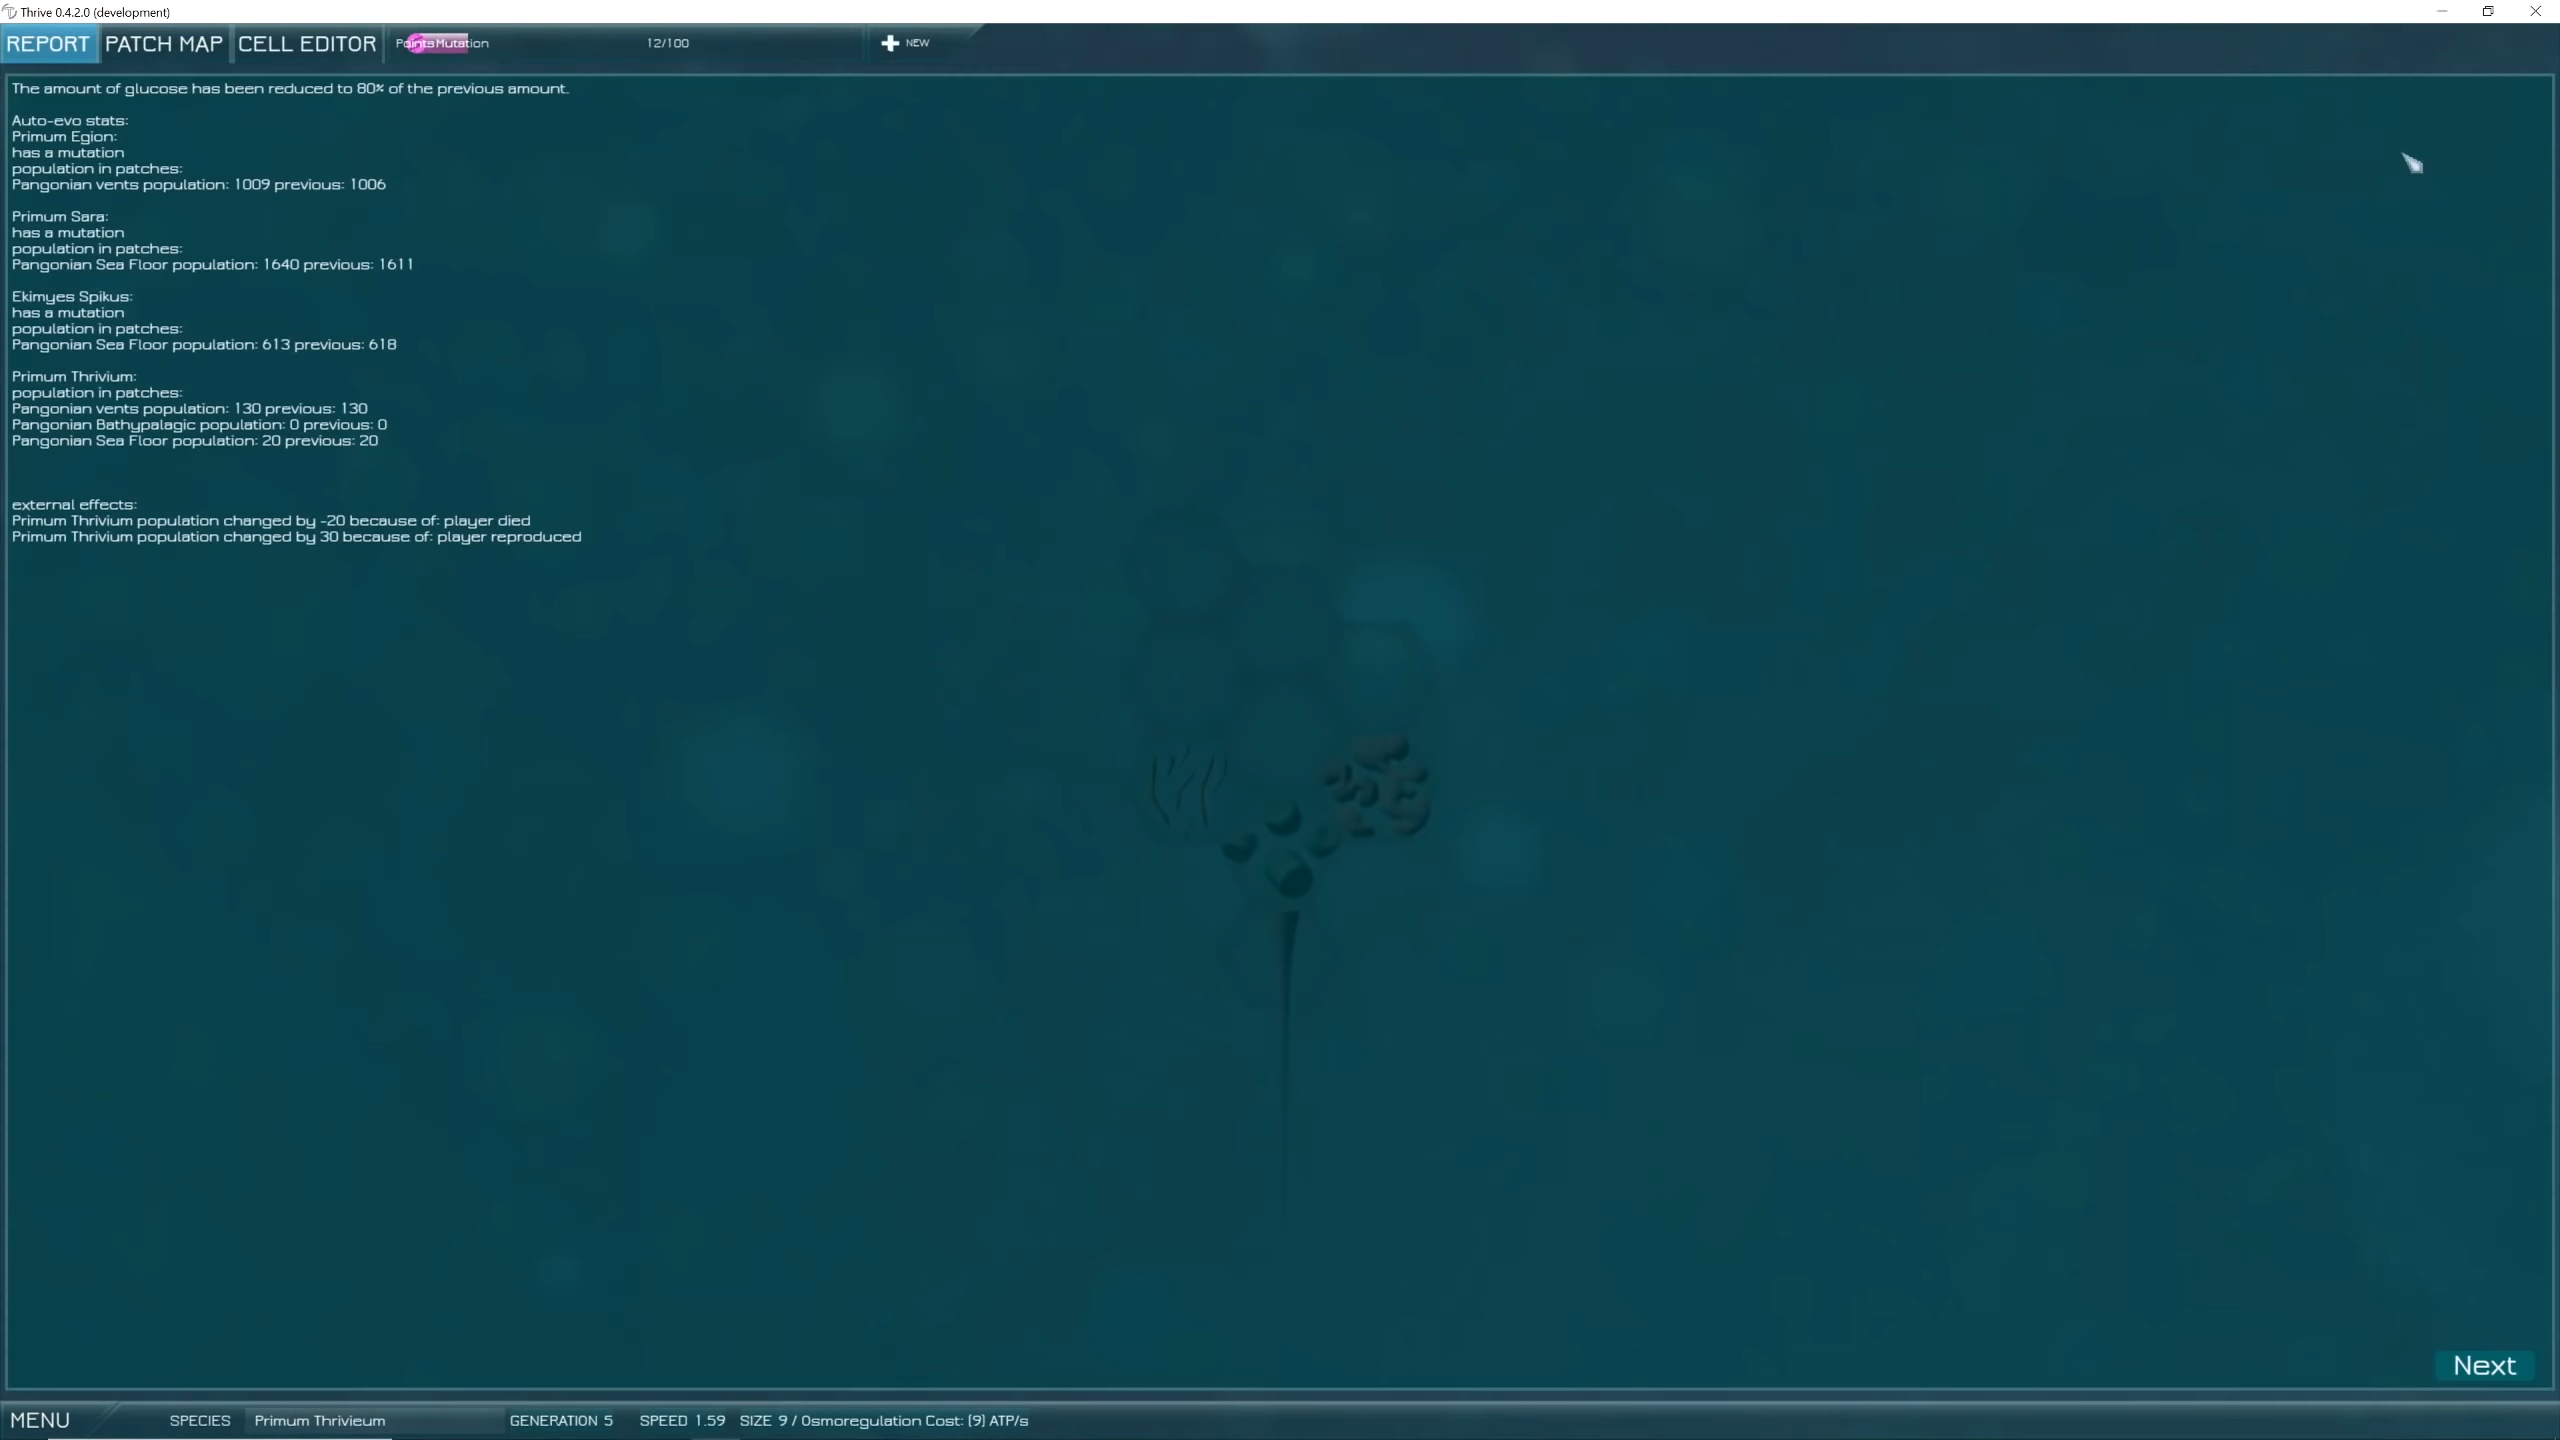 Thrive 0.4.2.0 (development)
REPORT PATCH MAP CELL EDITOR PointsMutation 12/100 NEW
The amount of glucose has been reduced to 80% of the previous amount.
Auto-evo stats:
Primum Egion:
has a mutation
population in patches:
Pangonian vents population: 1009 previous: 1006
Primum Sara:
has a mutation
population in patches:
Pangonian Sea Floor population: 1640 previous: 1611
Ekimyes Spikus:
has a mutation
population in patches:
Pangonian Sea Floor population: 613 previous: 618
Primum Thrivium:
population in patches:
Pangonian vents population: 130 previous: 130
Pangonian Bathypalagic population: 0 previous: 0
Pangonian Sea Floor population: 20 previous: 20
external effects:
Primum Thrivium population changed by -20 because of: player died
Primum Thrivium population changed by 30 because of: player reproduced
Next
MENU SPECIES Primum Thrivieum GENERATION 5 SPEED 1.59 SIZE 9 / Osmoregulation Cost: (9) ATP/s